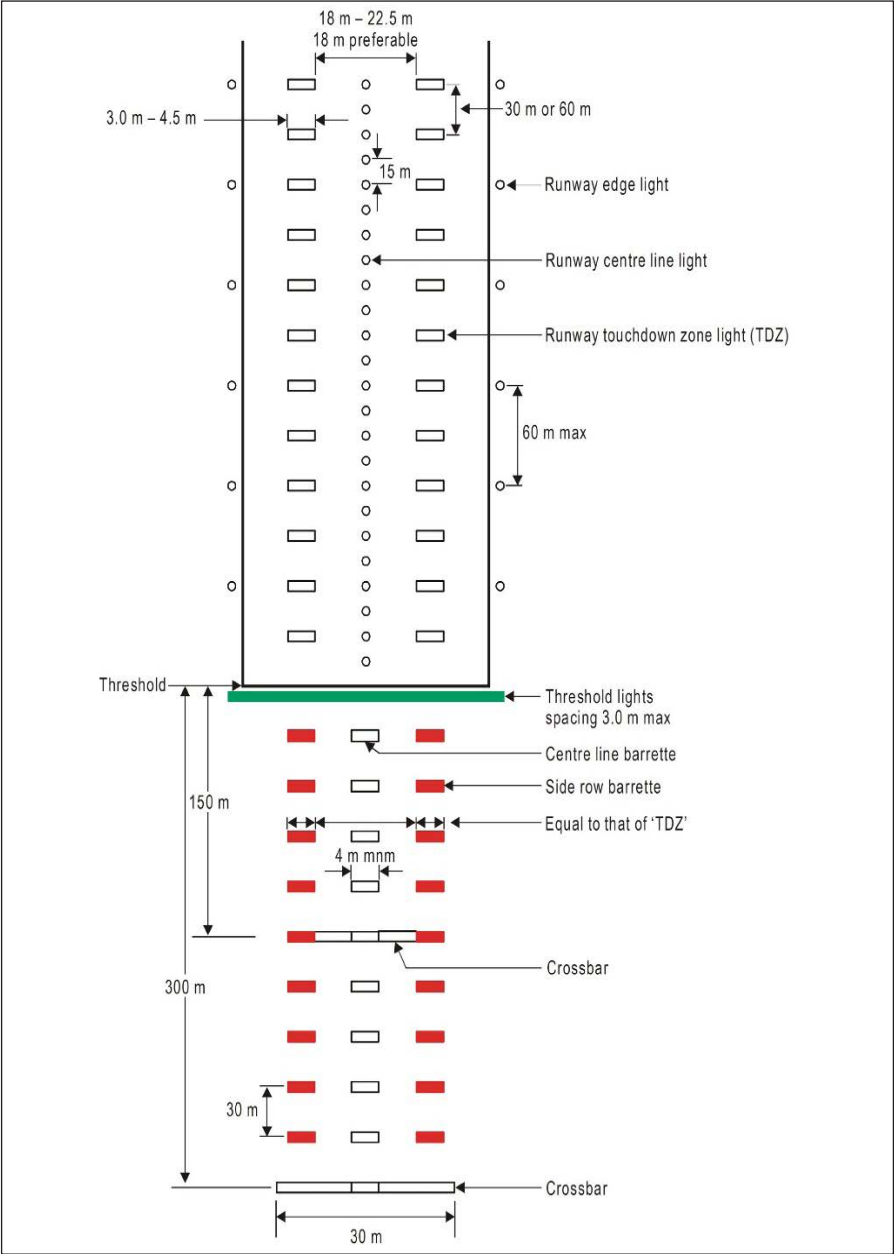 18 m – 22.5 m
18 m preferable
3.0 m – 4.5 m
30 m or 60 m
15 m
Runway edge light
Runway centre line light
Runway touchdown zone light (TDZ)
60 m max
Threshold
Threshold lights
spacing 3.0 m max
Centre line barrette
Side row barrette
150 m
Equal to that of ‘TDZ’
4 m mnm
Crossbar
300 m
30 m
Crossbar
30 m